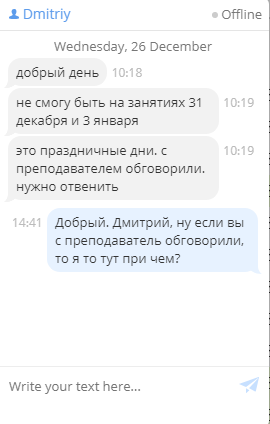 Dmitriy
Offline
Wednesday, 26 December
добрый день
10:18
не смогу быть на занятиях 31
декабря и 3 января
10:19
это праздничные дни. с
преподавателем обговорили.
нужно отвенить
10:19
14:41
Добрый. Дмитрий, ну если вы
с преподаватель обговорили,
то я то тут при чем?
Write your text here...